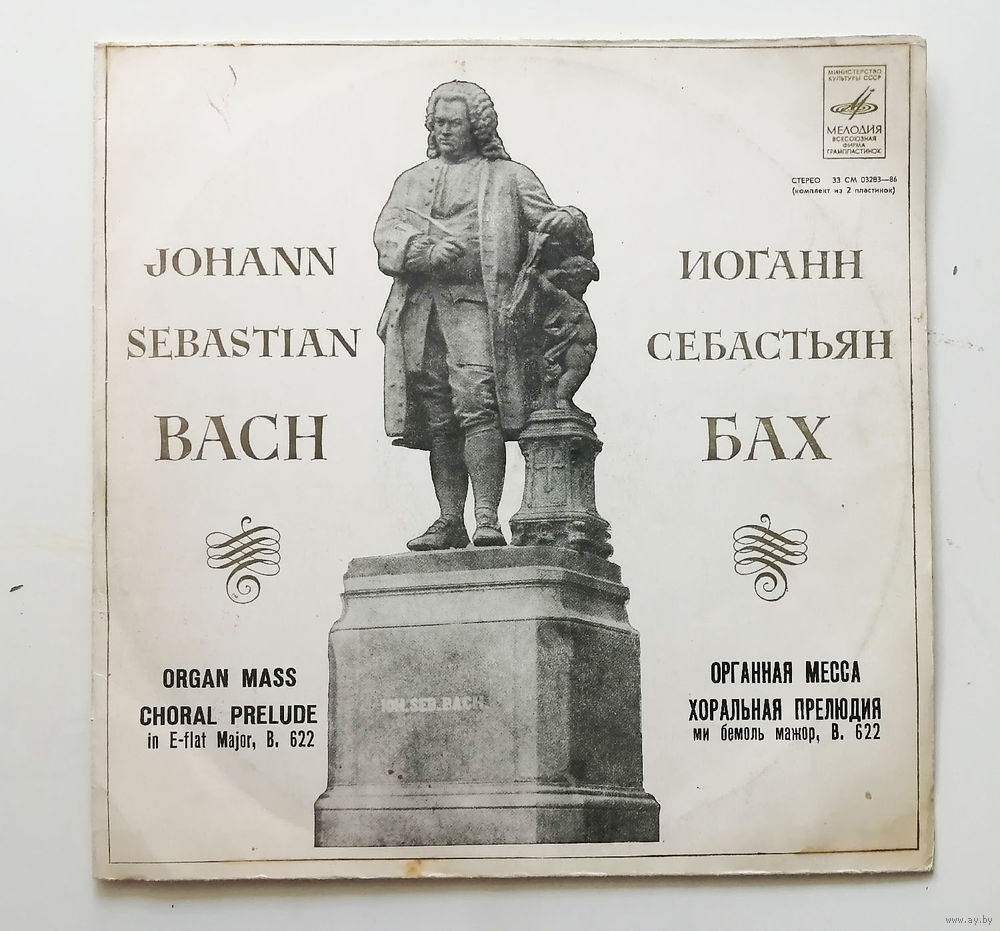 МИНИСТЕРСТВО
КУЛЬТУРЫ СССР
МЕЛОДИЯ
ВСЕСОЮЗНАЯ
ФИРМА
ГРАМПЛАСТИНОК
СТЕРЕО 33 СМ 03283—86
(комплект из 2 пластинок)
JOHANN
SEBASTIAN
BACH
ИОГАНН
СЕБАСТЬЯН
БАХ
JOH. SEB. BACH
ORGAN MASS
CHORAL PRELUDE
in E-flat Major, B. 622
ОРГАННАЯ МЕССА
ХОРАЛЬНАЯ ПРЕЛЮДИЯ
ми бемоль мажор, B. 622
www.ay.by